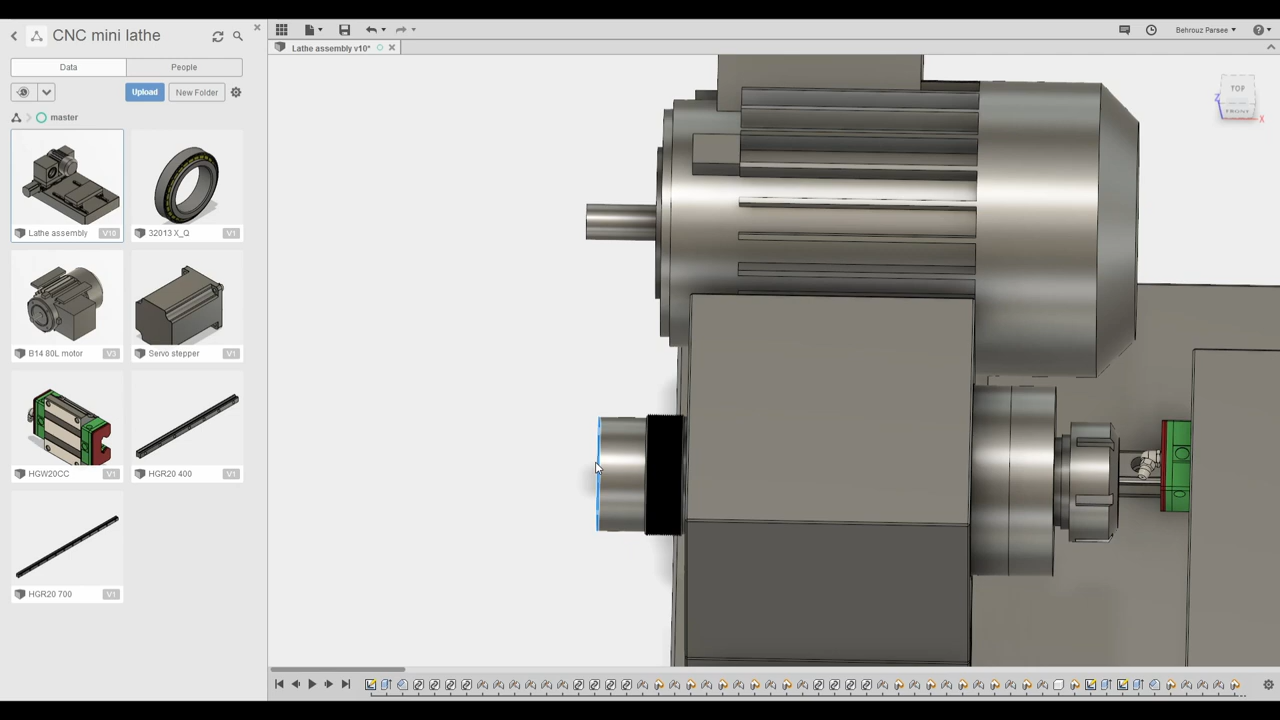 CNC mini lathe
Data
People
Upload
New Folder
master
Lathe assembly
V10
32013 X_Q
V1
B14 80L motor
V3
Servo stepper
V1
HGW20CC
V1
HGR20 400
V1
HGR20 700
V1
Behrouz Parsee
Lathe assembly v10*
TOP
FRONT
Z
X